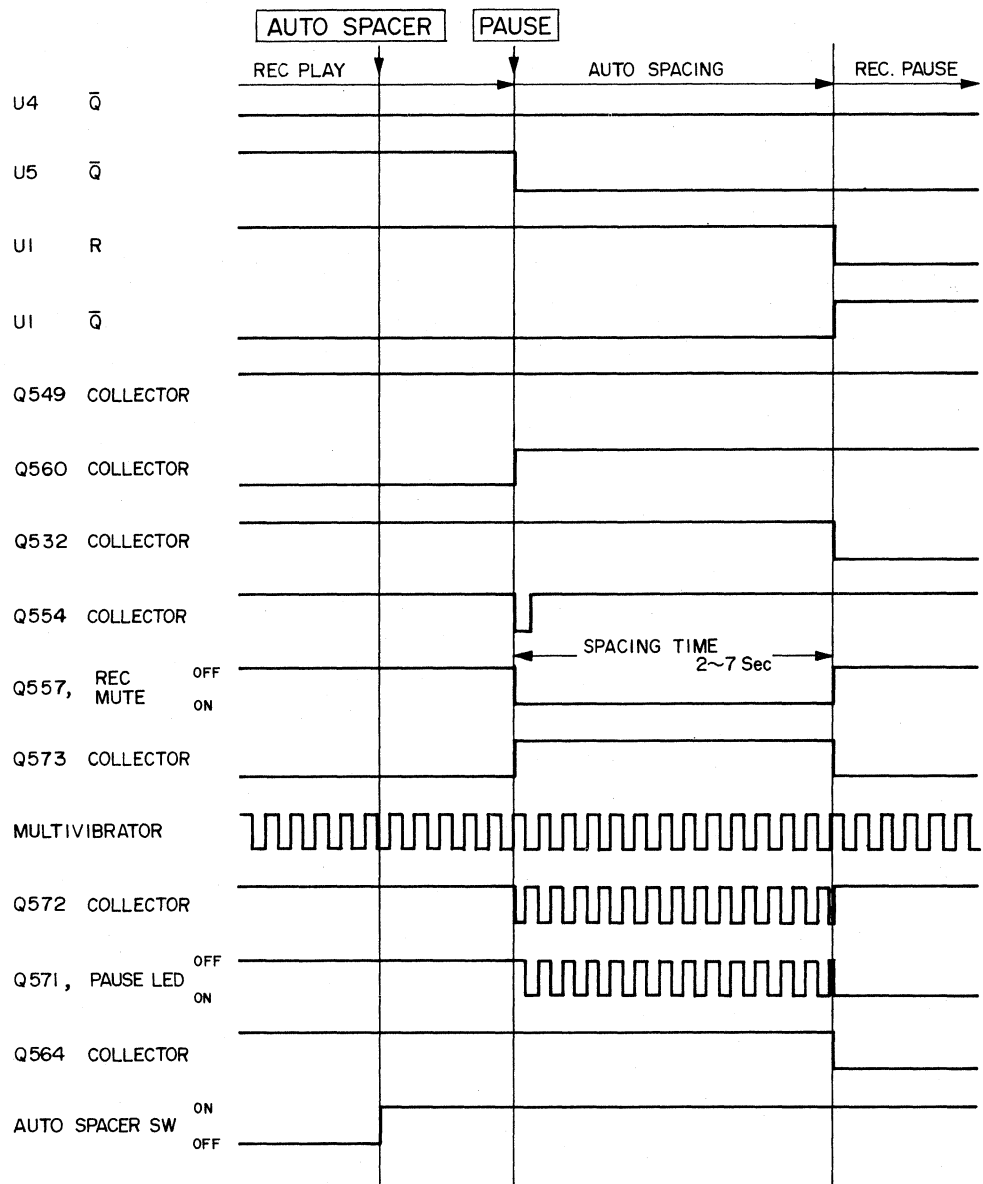 AUTO SPACER PAUSE
REC PLAY AUTO SPACING REC. PAUSE
U4 Q̅
U5 Q̅
U1 R
U1 Q̅
Q549 COLLECTOR
Q560 COLLECTOR
Q532 COLLECTOR
Q554 COLLECTOR
SPACING TIME
2~7 Sec
Q557, REC MUTE OFF ON
Q573 COLLECTOR
MULTIVIBRATOR
Q572 COLLECTOR
Q571, PAUSE LED OFF ON
Q564 COLLECTOR
AUTO SPACER SW ON OFF